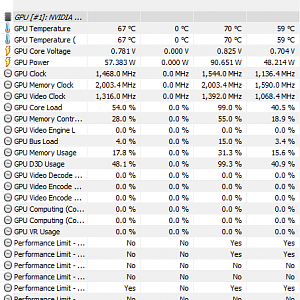 GPU [#1]: NVIDIA ...
GPU Temperature 67 °C 0 °C 70 °C 59 °C
GPU Temperature ( 67 °C 0 °C 70 °C 59 °C
GPU Core Voltage 0.781 V 0.000 V 0.825 V 0.704 V
GPU Power 57.383 W 0.000 W 90.651 W 48.214 W
GPU Clock 1,468.0 MHz 0.0 MHz 1,544.0 MHz 1,136.4 MHz
GPU Memory Clock 2,003.4 MHz 0.0 MHz 2,003.4 MHz 1,590.0 MHz
GPU Video Clock 1,316.0 MHz 0.0 MHz 1,392.0 MHz 1,068.4 MHz
GPU Core Load 54.0 % 0.0 % 99.0 % 40.5 %
GPU Memory Contr... 28.0 % 0.0 % 55.0 % 18.9 %
GPU Video Engine L 0.0 % 0.0 % 0.0 % 0.0 %
GPU Bus Load 4.0 % 0.0 % 15.0 % 3.4 %
GPU Memory Usage 17.8 % 0.0 % 31.3 % 15.6 %
GPU D3D Usage 48.1 % 0.0 % 99.3 % 40.9 %
GPU Video Decode ... 0.0 % 0.0 % 0.0 % 0.0 %
GPU Video Encode ... 0.0 % 0.0 % 0.0 % 0.0 %
GPU Video Encode ... 0.0 % 0.0 % 0.0 % 0.0 %
GPU Computing (Co... 0.0 % 0.0 % 0.0 % 0.0 %
GPU Computing (Co... 0.0 % 0.0 % 0.0 % 0.0 %
GPU VR Usage 0.0 % 0.0 % 0.0 % 0.0 %
Performance Limit - ... No No Yes Yes
Performance Limit - ... No No No No
Performance Limit - ... No No Yes Yes
Performance Limit - ... No No No No
Performance Limit - ... Yes No Yes Yes
Performance Limit - ... No No No No